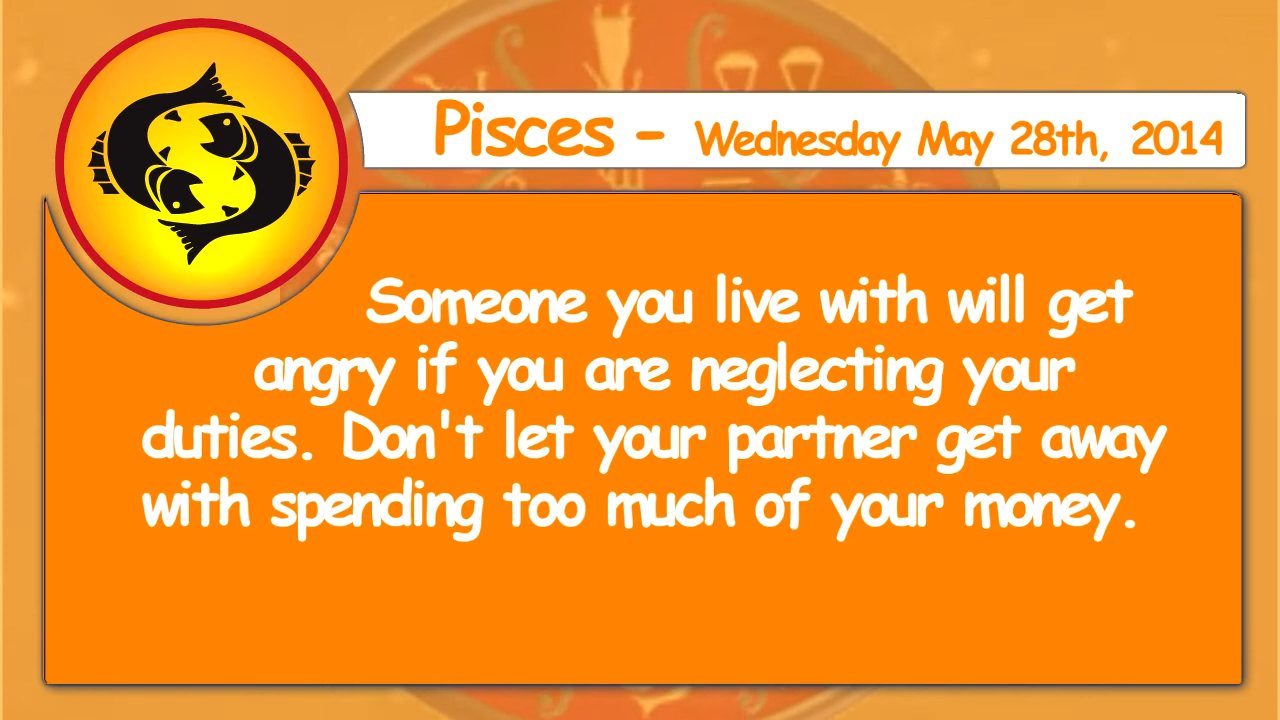 Pisces - Wednesday May 28th, 2014
Someone you live with will get
angry if you are neglecting your
duties. Don't let your partner get away
with spending too much of your money.